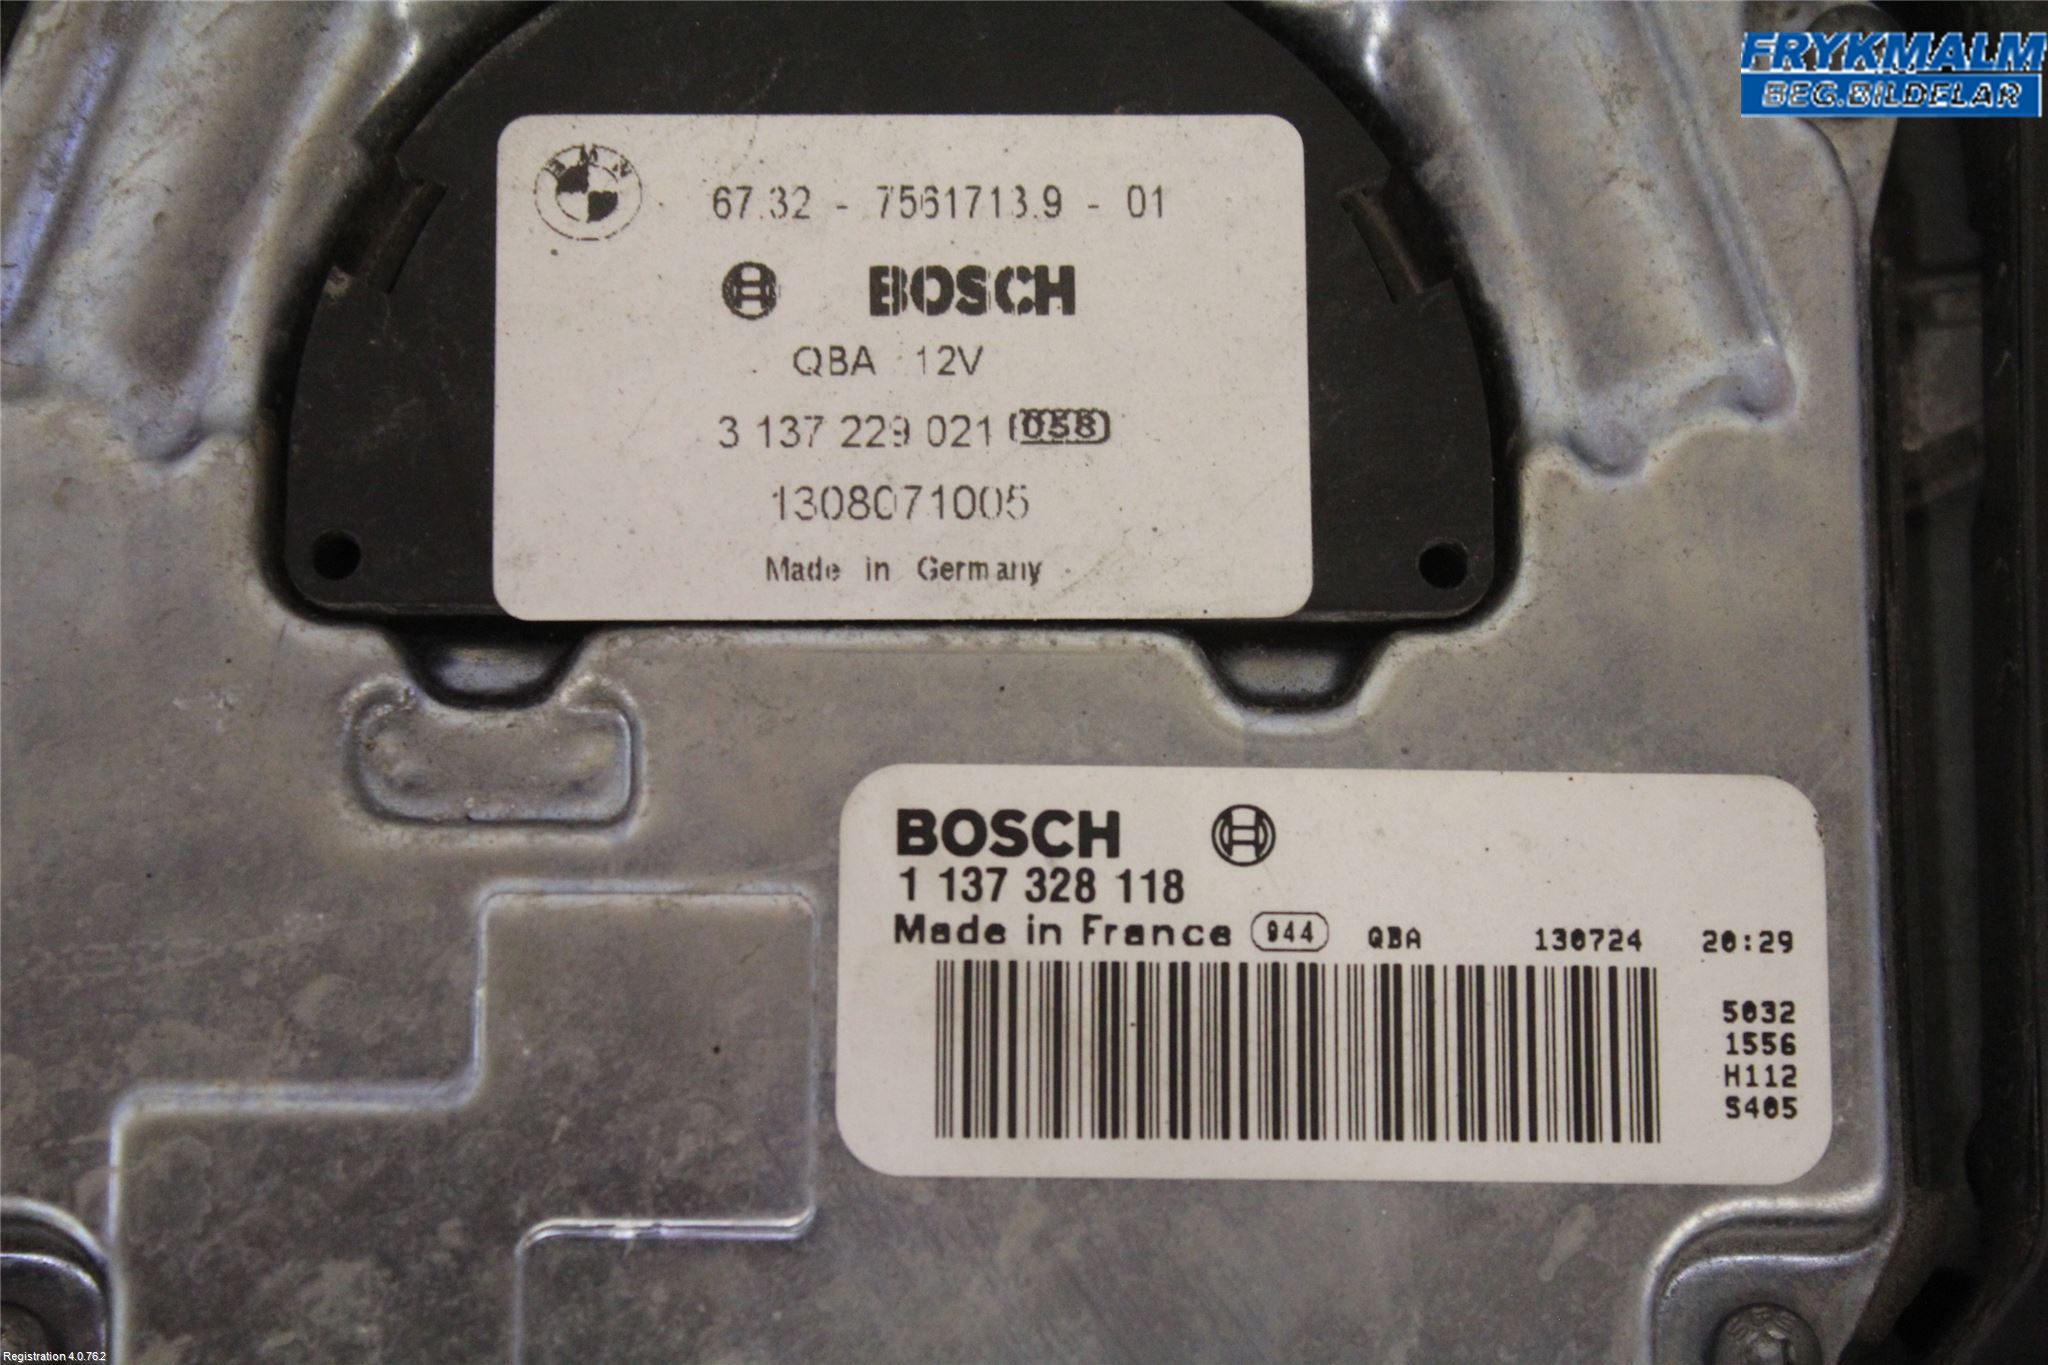 FRYKMALM
BEG.BILDELAR
BMW
67.32 - 7561713.9 - 01
BOSCH
QBA 12V
3 137 229 021 (058)
1308071005
Made in Germany
BOSCH
1 137 328 118
Made in France 944 QBA 130724 20:29
5032
1556
H112
S405
Registration 4.0.76.2